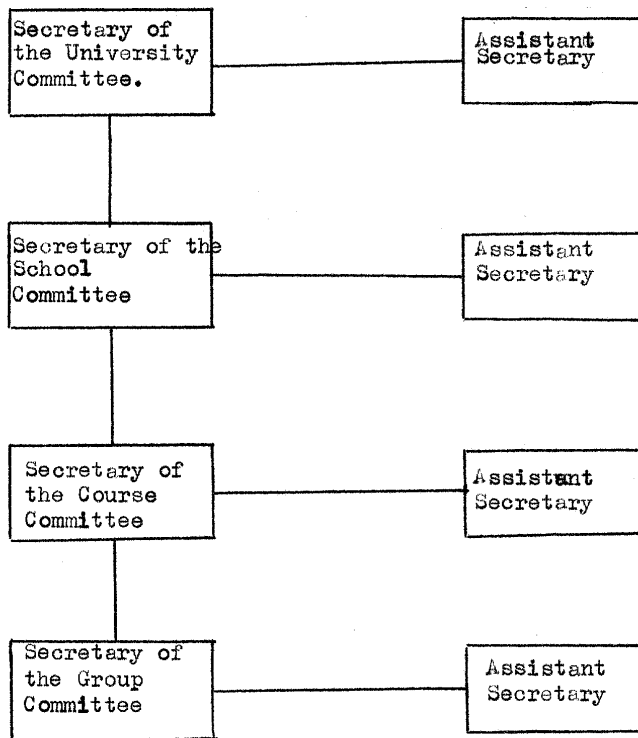 Secretary of
the University
Committee.
Assistant
Secretary
Secretary of the
School
Committee
Assistant
Secretary
Secretary of
the Course
Committee
Assistant
Secretary
Secretary of
the Group
Committee
Assistant
Secretary